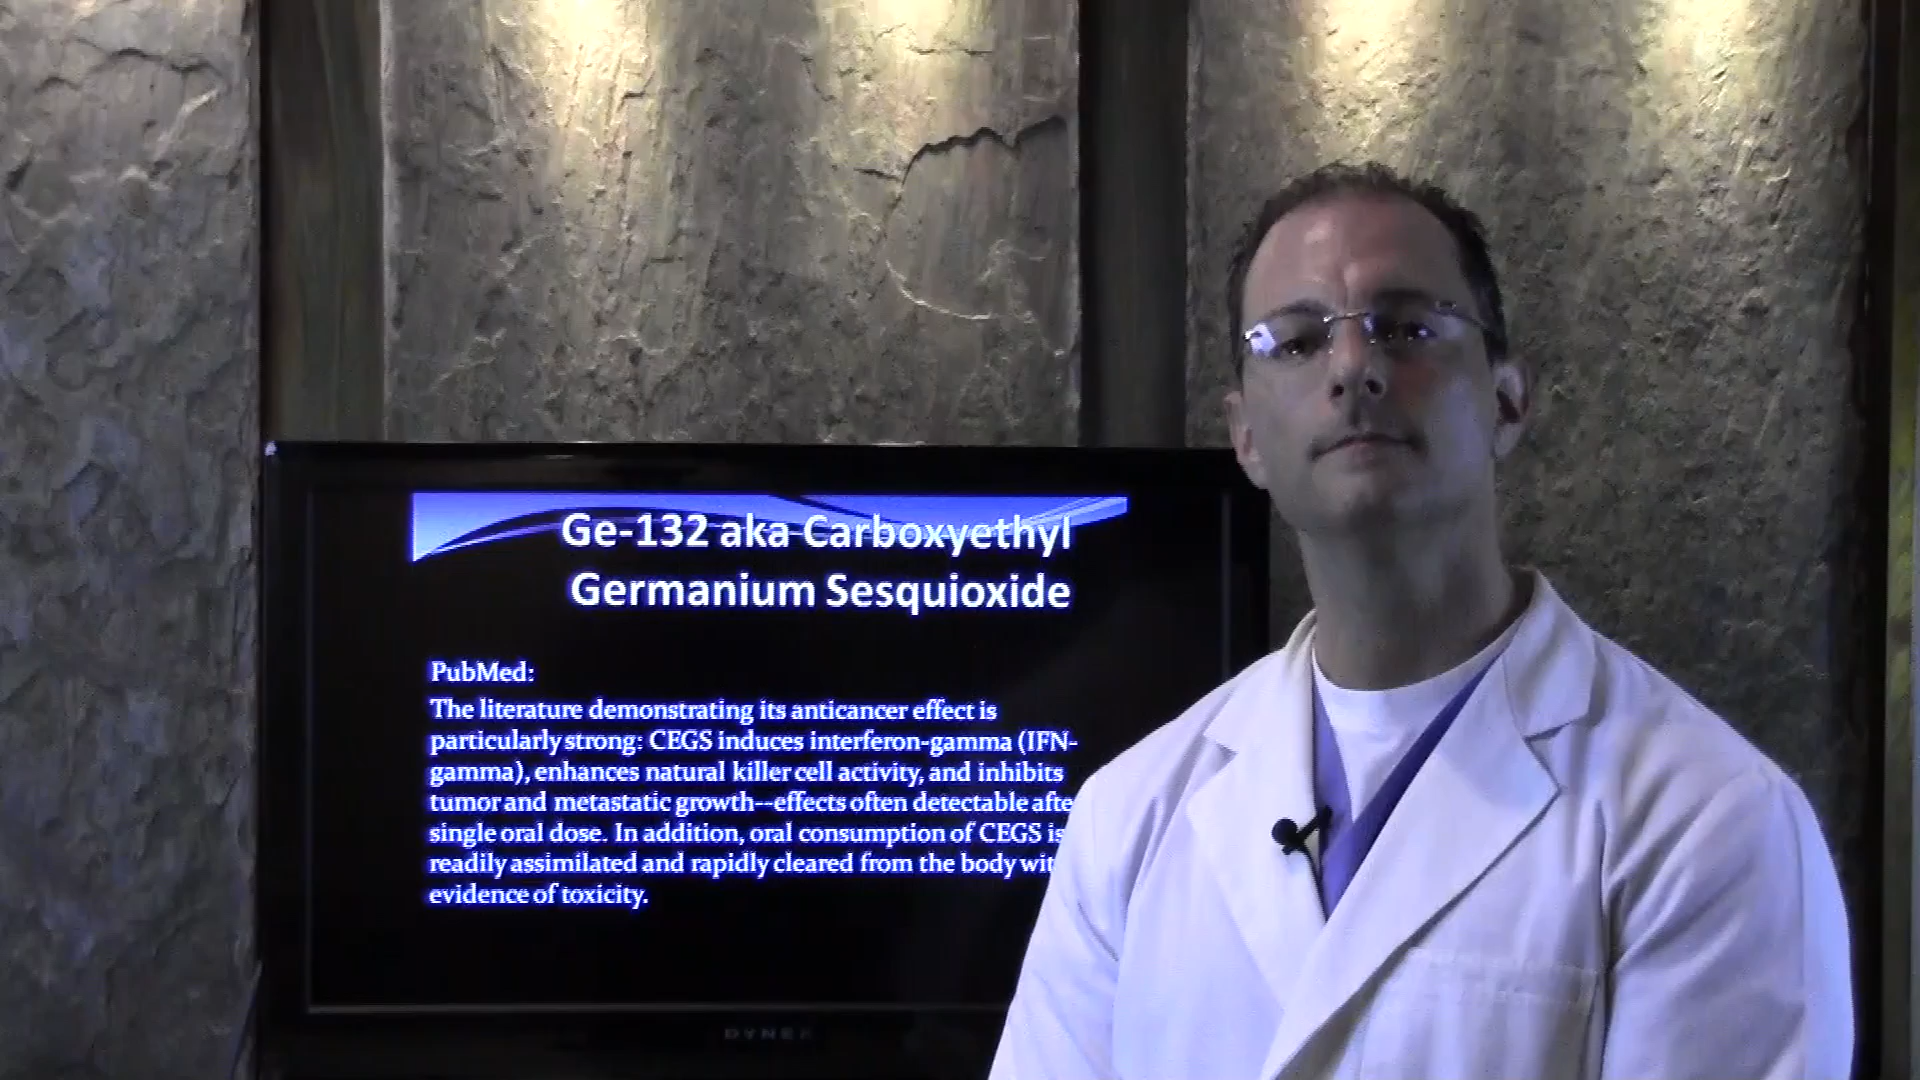 Ge-132 aka Carboxyethyl
Germanium Sesquioxide
PubMed:
The literature demonstrating its anticancer effect is
particularly strong: CEGS induces interferon-gamma (IFN-
gamma), enhances natural killer cell activity, and inhibits
tumor and metastatic growth--effects often detectable afte
single oral dose. In addition, oral consumption of CEGS is
readily assimilated and rapidly cleared from the body wit
evidence of toxicity.
DYNEX